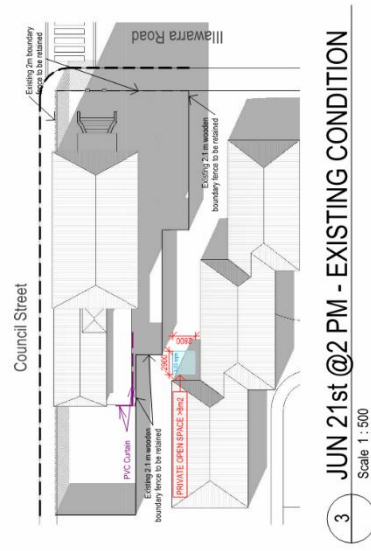 Council Street
Illawarra Road
Existing 2m boundary
fence to be retained
Existing 2.1 m wooden
boundary fence to be retained
PVC Curtain
Existing 2.1 m wooden
boundary fence to be retained
PRIVATE OPEN SPACE >8m2
2900
2800
3
JUN 21st @2 PM - EXISTING CONDITION
Scale 1 : 500